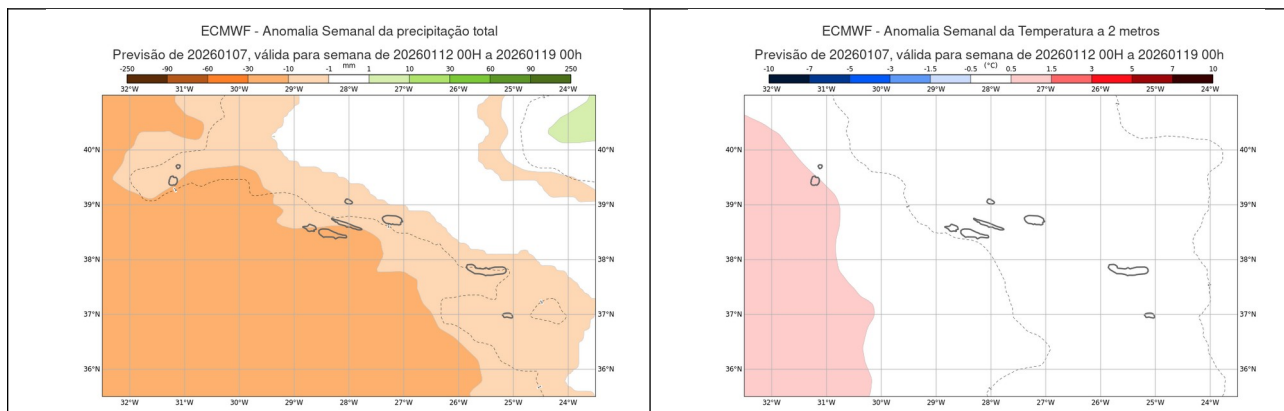 ECMWF - Anomalia Semanal da precipitação total
Previsão de 20260107, válida para semana de 20260112 00H a 20260119 00h
mm
-250 -90 -60 -30 -10 -1 1 10 30 60 90 250
32°W 31°W 30°W 29°W 28°W 27°W 26°W 25°W 24°W
40°N 40°N
39°N 39°N
38°N 38°N
37°N 37°N
36°N 36°N
32°W 31°W 30°W 29°W 28°W 27°W 26°W 25°W 24°W
ECMWF - Anomalia Semanal da Temperatura a 2 metros
Previsão de 20260107, válida para semana de 20260112 00H a 20260119 00h
(°C)
-10 -7 -5 -3 -1.5 -0.5 0.5 1.5 3 5 7 10
32°W 31°W 30°W 29°W 28°W 27°W 26°W 25°W 24°W
40°N 40°N
39°N 39°N
38°N 38°N
37°N 37°N
36°N 36°N
32°W 31°W 30°W 29°W 28°W 27°W 26°W 25°W 24°W